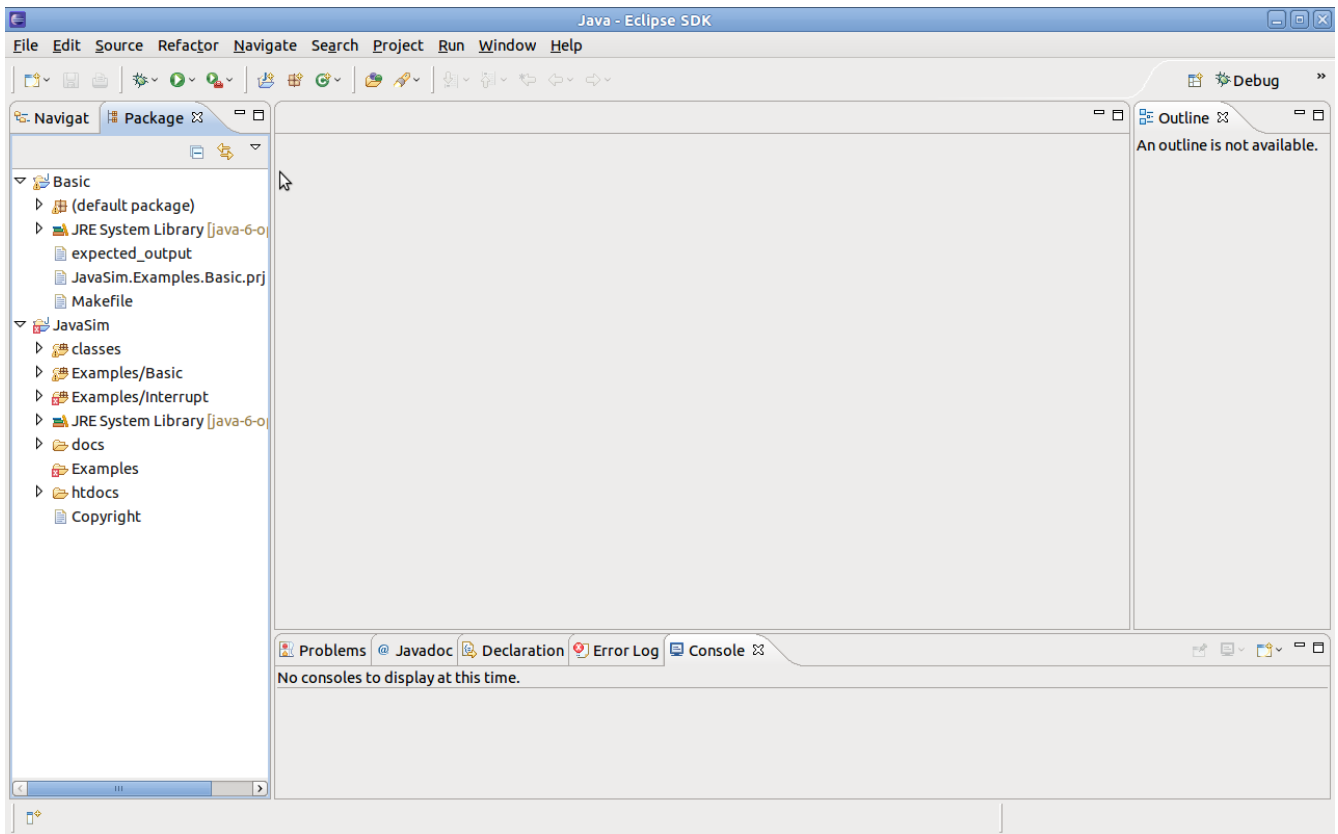 Java - Eclipse SDK
File Edit Source Refactor Navigate Search Project Run Window Help
Debug »
Navigat Package
Outline
An outline is not available.
Basic
(default package)
JRE System Library [java-6-o
expected_output
JavaSim.Examples.Basic.prj
Makefile
JavaSim
classes
Examples/Basic
Examples/Interrupt
JRE System Library [java-6-o
docs
Examples
htdocs
Copyright
Problems @ Javadoc Declaration Error Log Console
No consoles to display at this time.